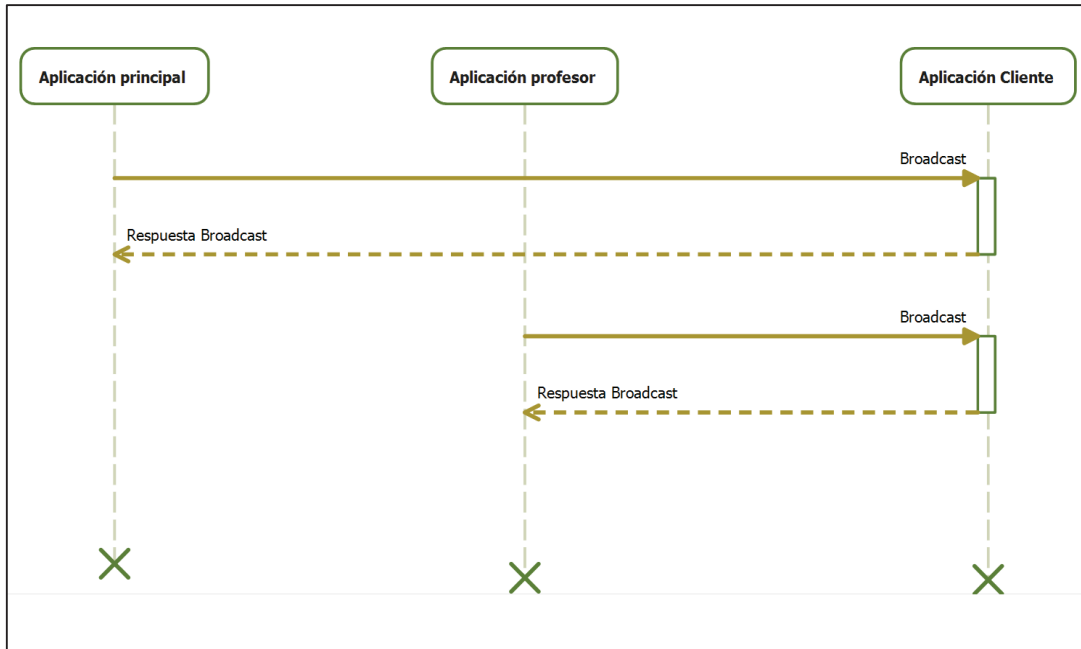 Aplicación principal
Aplicación profesor
Aplicación Cliente
Broadcast
Respuesta Broadcast
Broadcast
Respuesta Broadcast